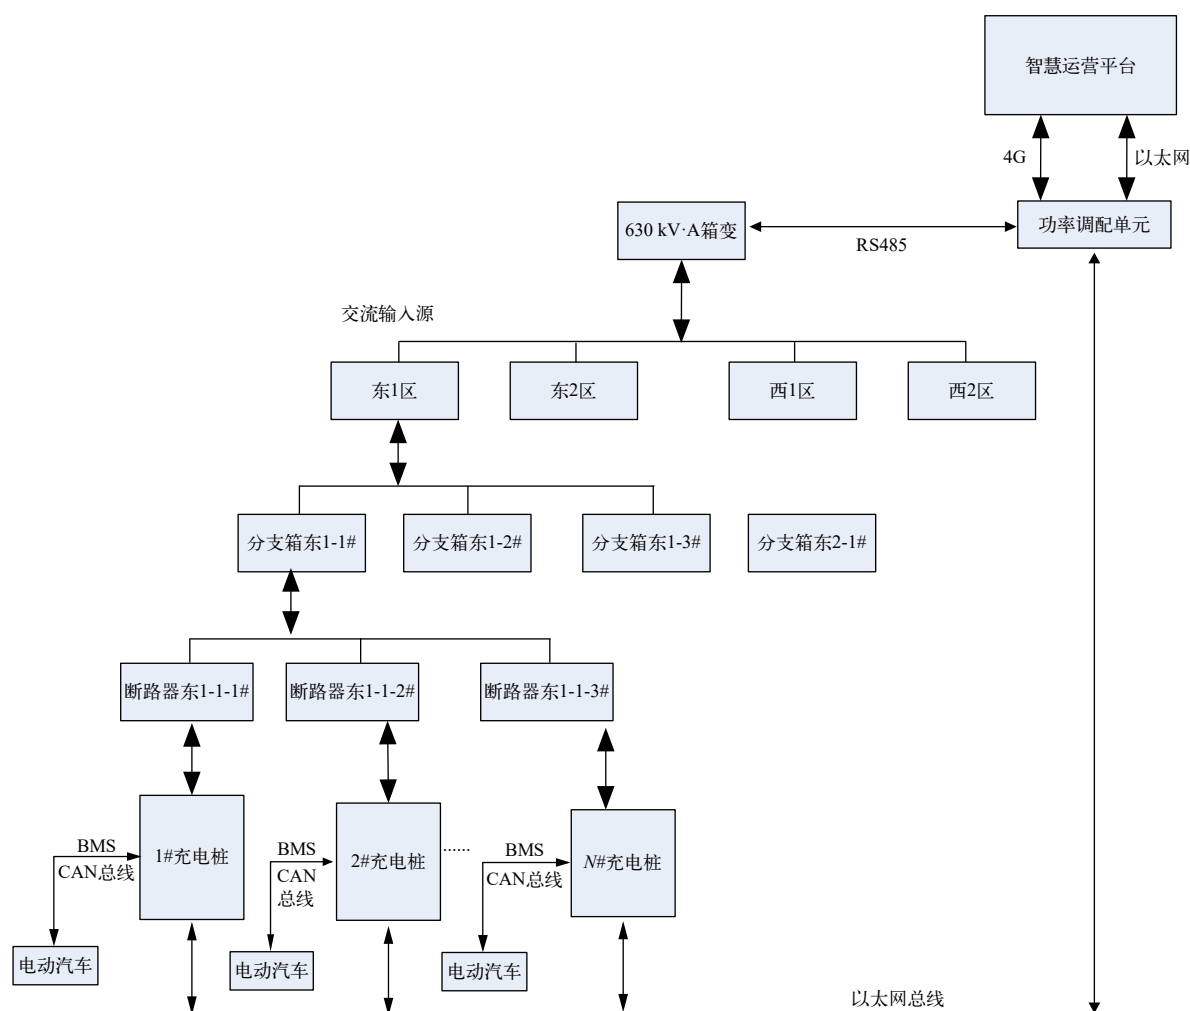 智慧运营平台
4G
以太网
630 kV·A箱变
RS485
功率调配单元
交流输入源
东1区
东2区
西1区
西2区
分支箱东1-1#
分支箱东1-2#
分支箱东1-3#
分支箱东2-1#
断路器东1-1-1#
断路器东1-1-2#
断路器东1-1-3#
BMS
CAN总线
1#充电桩
BMS
CAN
总线
2#充电桩
......
BMS
CAN总线
N#充电桩
电动汽车
电动汽车
电动汽车
以太网总线